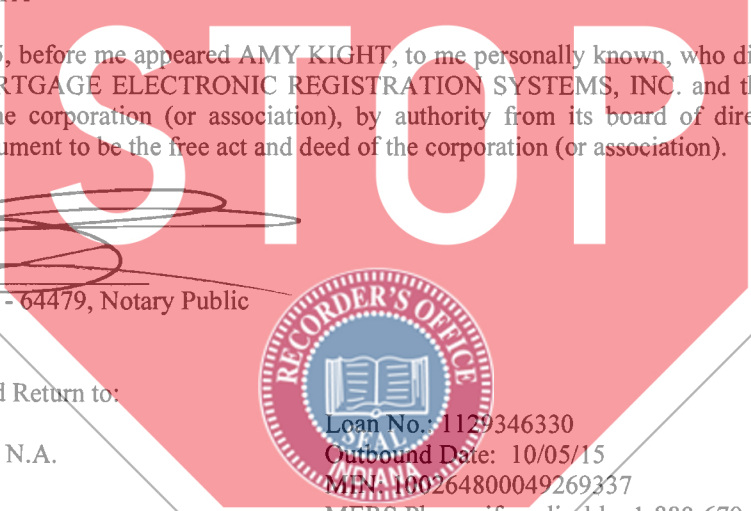 5, before me appeared AMY KIGHT, to me personally known, who di
RTGAGE ELECTRONIC REGISTRATION SYSTEMS, INC. and th
ne corporation (or association), by authority from its board of dire
ument to be the free act and deed of the corporation (or association).
STOP
- 64479, Notary Public
RECORDER'S OFFICE
SEAL
INDIANA
d Return to:
N.A.
Loan No.: 1129346330
Outbound Date: 10/05/15
MIN: 100264800049269337